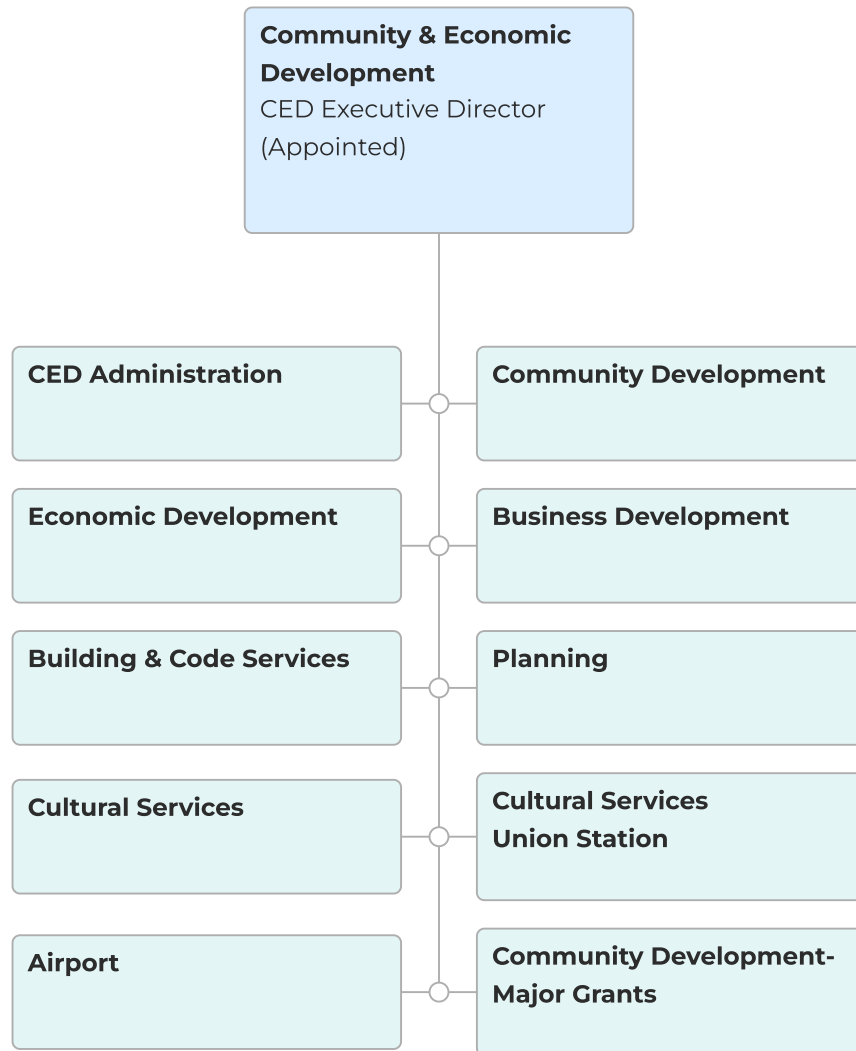 Community & Economic
Development
CED Executive Director
(Appointed)
CED Administration
Community Development
Economic Development
Business Development
Building & Code Services
Planning
Cultural Services
Cultural Services
Union Station
Airport
Community Development-
Major Grants